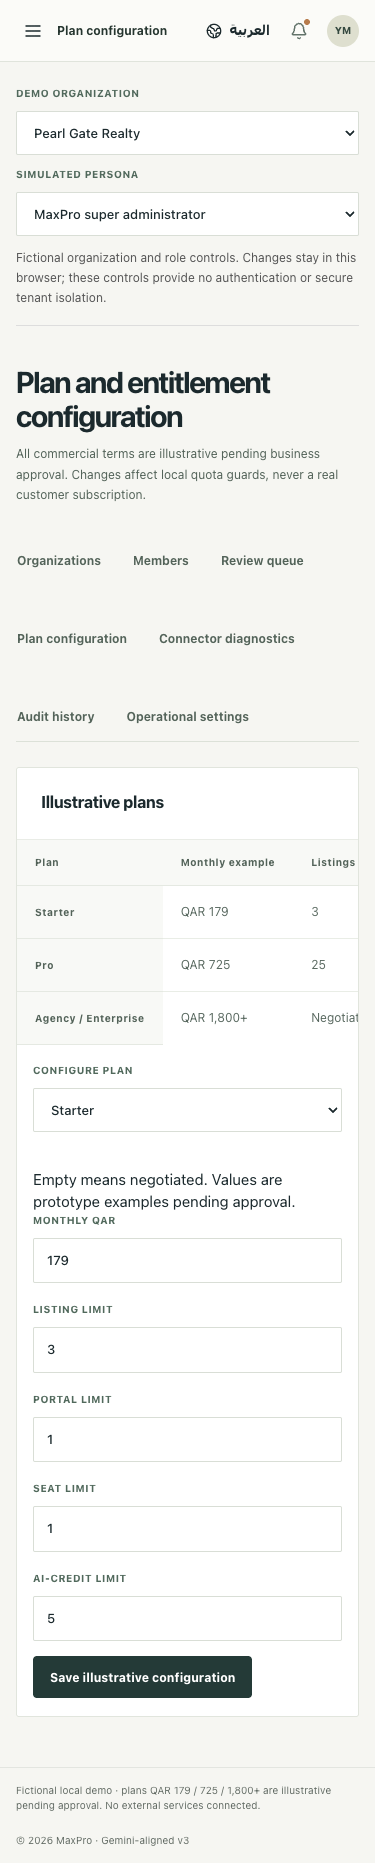 Plan configuration
العربية
YM
DEMO ORGANIZATION
Pearl Gate Realty
SIMULATED PERSONA
MaxPro super administrator
Fictional organization and role controls. Changes stay in this
browser; these controls provide no authentication or secure
tenant isolation.
Plan and entitlement
configuration
All commercial terms are illustrative pending business
approval. Changes affect local quota guards, never a real
customer subscription.
Organizations Members Review queue
Plan configuration Connector diagnostics
Audit history Operational settings
Illustrative plans
Plan Monthly example Listings
Starter QAR 179 3
Pro QAR 725 25
Agency / Enterprise QAR 1,800+ Negotiat
CONFIGURE PLAN
Starter
Empty means negotiated. Values are
prototype examples pending approval.
MONTHLY QAR
179
LISTING LIMIT
3
PORTAL LIMIT
1
SEAT LIMIT
1
AI-CREDIT LIMIT
5
Save illustrative configuration
Fictional local demo · plans QAR 179 / 725 / 1,800+ are illustrative
pending approval. No external services connected.
© 2026 MaxPro · Gemini-aligned v3